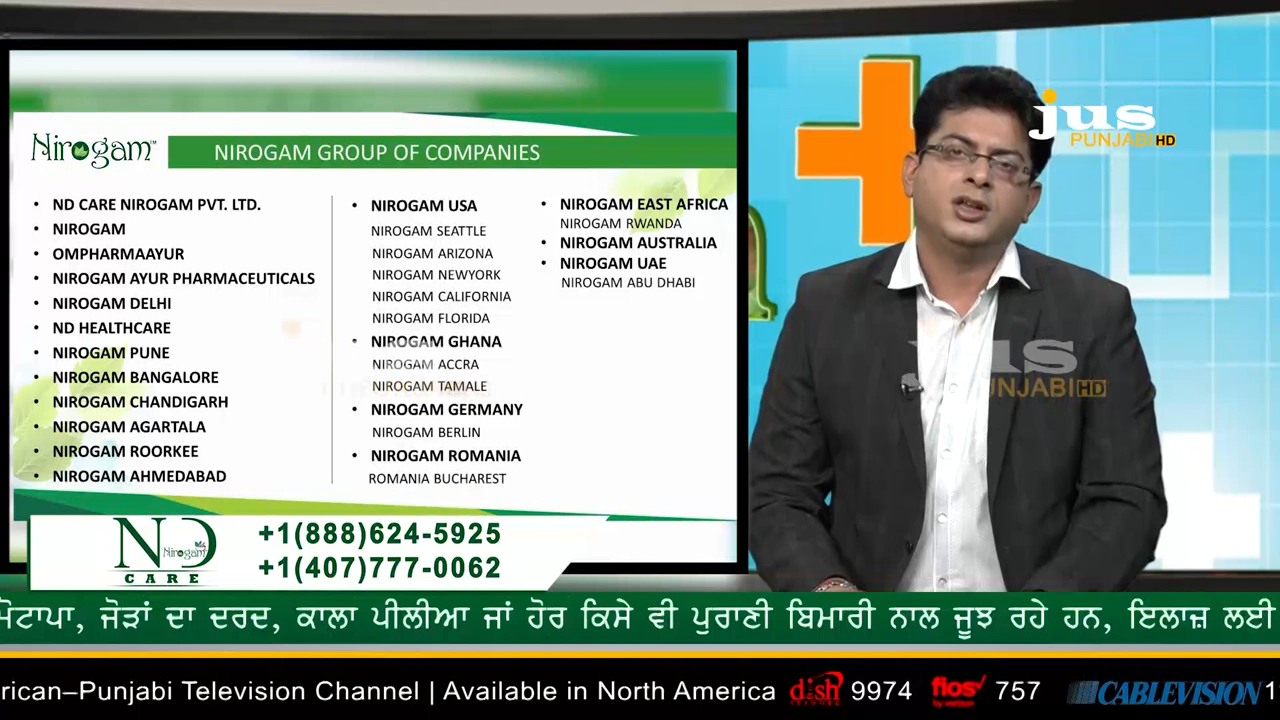 Nirogam™
NIROGAM GROUP OF COMPANIES
• ND CARE NIROGAM PVT. LTD.
• NIROGAM
• OMPHARMAAYUR
• NIROGAM AYUR PHARMACEUTICALS
• NIROGAM DELHI
• ND HEALTHCARE
• NIROGAM PUNE
• NIROGAM BANGALORE
• NIROGAM CHANDIGARH
• NIROGAM AGARTALA
• NIROGAM ROORKEE
• NIROGAM AHMEDABAD
• NIROGAM USA
NIROGAM SEATTLE
NIROGAM ARIZONA
NIROGAM NEWYORK
NIROGAM CALIFORNIA
NIROGAM FLORIDA
• NIROGAM GHANA
NIROGAM ACCRA
NIROGAM TAMALE
• NIROGAM GERMANY
NIROGAM BERLIN
• NIROGAM ROMANIA
ROMANIA BUCHAREST
• NIROGAM EAST AFRICA
NIROGAM RWANDA
• NIROGAM AUSTRALIA
• NIROGAM UAE
NIROGAM ABU DHABI
jus
PUNJABI HD
jus
PUNJABI HD
ND
Nirogam
CARE
+1(888)624-5925
+1(407)777-0062
ਮੋਟਾਪਾ, ਜੋੜਾਂ ਦਾ ਦਰਦ, ਕਾਲਾ ਪੀਲੀਆ ਜਾਂ ਹੋਰ ਕਿਸੇ ਵੀ ਪੁਰਾਣੀ ਬਿਮਾਰੀ ਨਾਲ ਜੂਝ ਰਹੇ ਹਨ, ਇਲਾਜ਼ ਲਈ
rican–Punjabi Television Channel | Available in North America dish 9974 fios 757 CABLEVISION 1